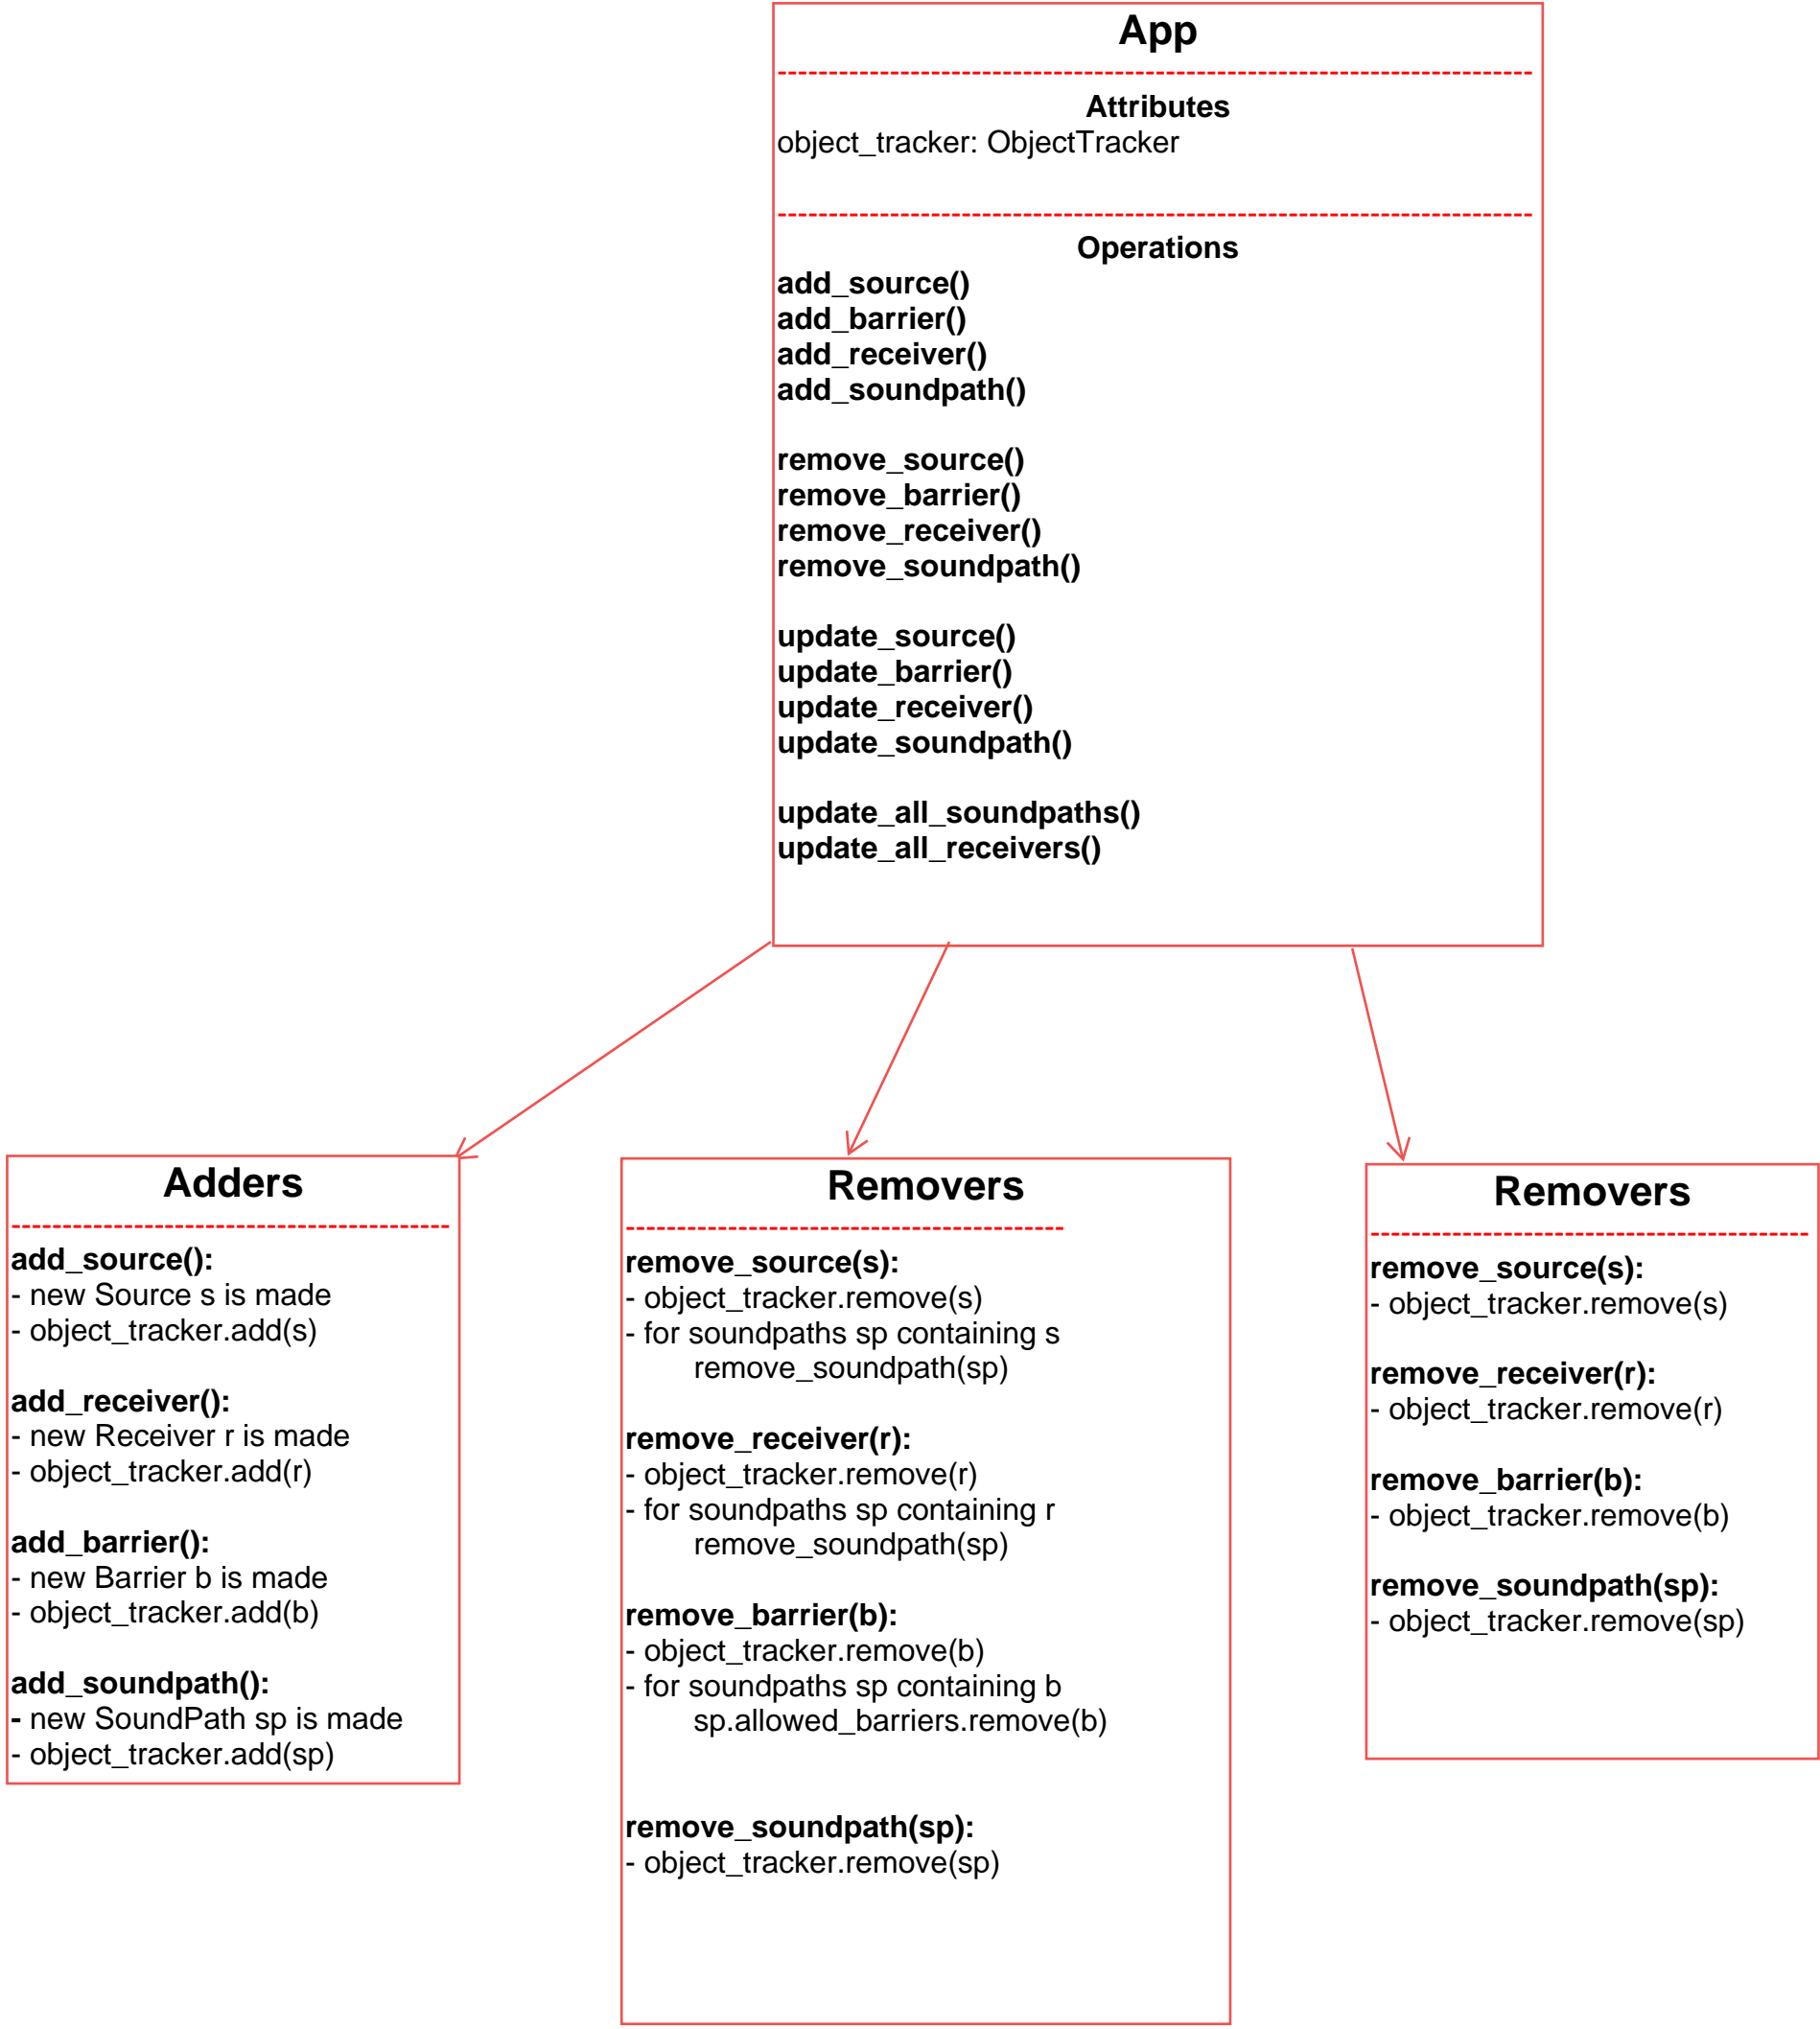 App
Attributes
object_tracker: ObjectTracker
Operations
add_source()
add_barrier()
add_receiver()
add_soundpath()
remove_source()
remove_barrier()
remove_receiver()
remove_soundpath()
update_source()
update_barrier()
update_receiver()
update_soundpath()
update_all_soundpaths()
update_all_receivers()
Adders
add_source():
- new Source s is made
- object_tracker.add(s)
add_receiver():
- new Receiver r is made
- object_tracker.add(r)
add_barrier():
- new Barrier b is made
- object_tracker.add(b)
add_soundpath():
- new SoundPath sp is made
- object_tracker.add(sp)
Removers
remove_source(s):
- object_tracker.remove(s)
- for soundpaths sp containing s
remove_soundpath(sp)
remove_receiver(r):
- object_tracker.remove(r)
- for soundpaths sp containing r
remove_soundpath(sp)
remove_barrier(b):
- object_tracker.remove(b)
- for soundpaths sp containing b
sp.allowed_barriers.remove(b)
remove_soundpath(sp):
- object_tracker.remove(sp)
Removers
remove_source(s):
- object_tracker.remove(s)
remove_receiver(r):
- object_tracker.remove(r)
remove_barrier(b):
- object_tracker.remove(b)
remove_soundpath(sp):
- object_tracker.remove(sp)